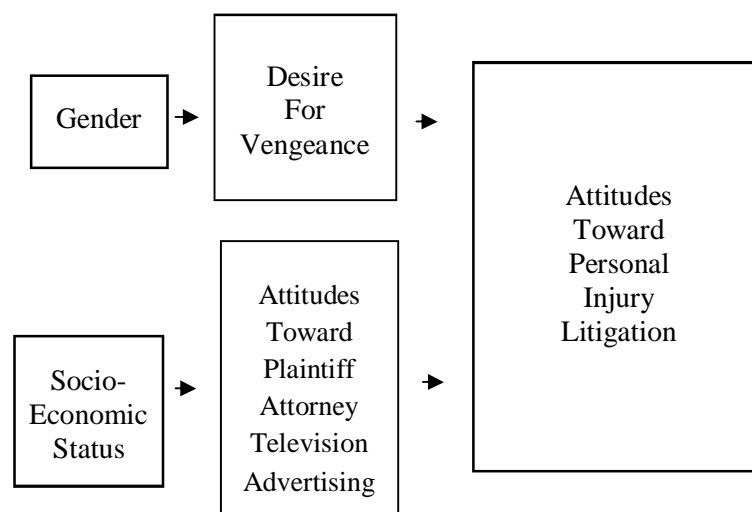 Gender
Desire
For
Vengeance
Attitudes
Toward
Personal
Injury
Litigation
Socio-
Economic
Status
Attitudes
Toward
Plaintiff
Attorney
Television
Advertising